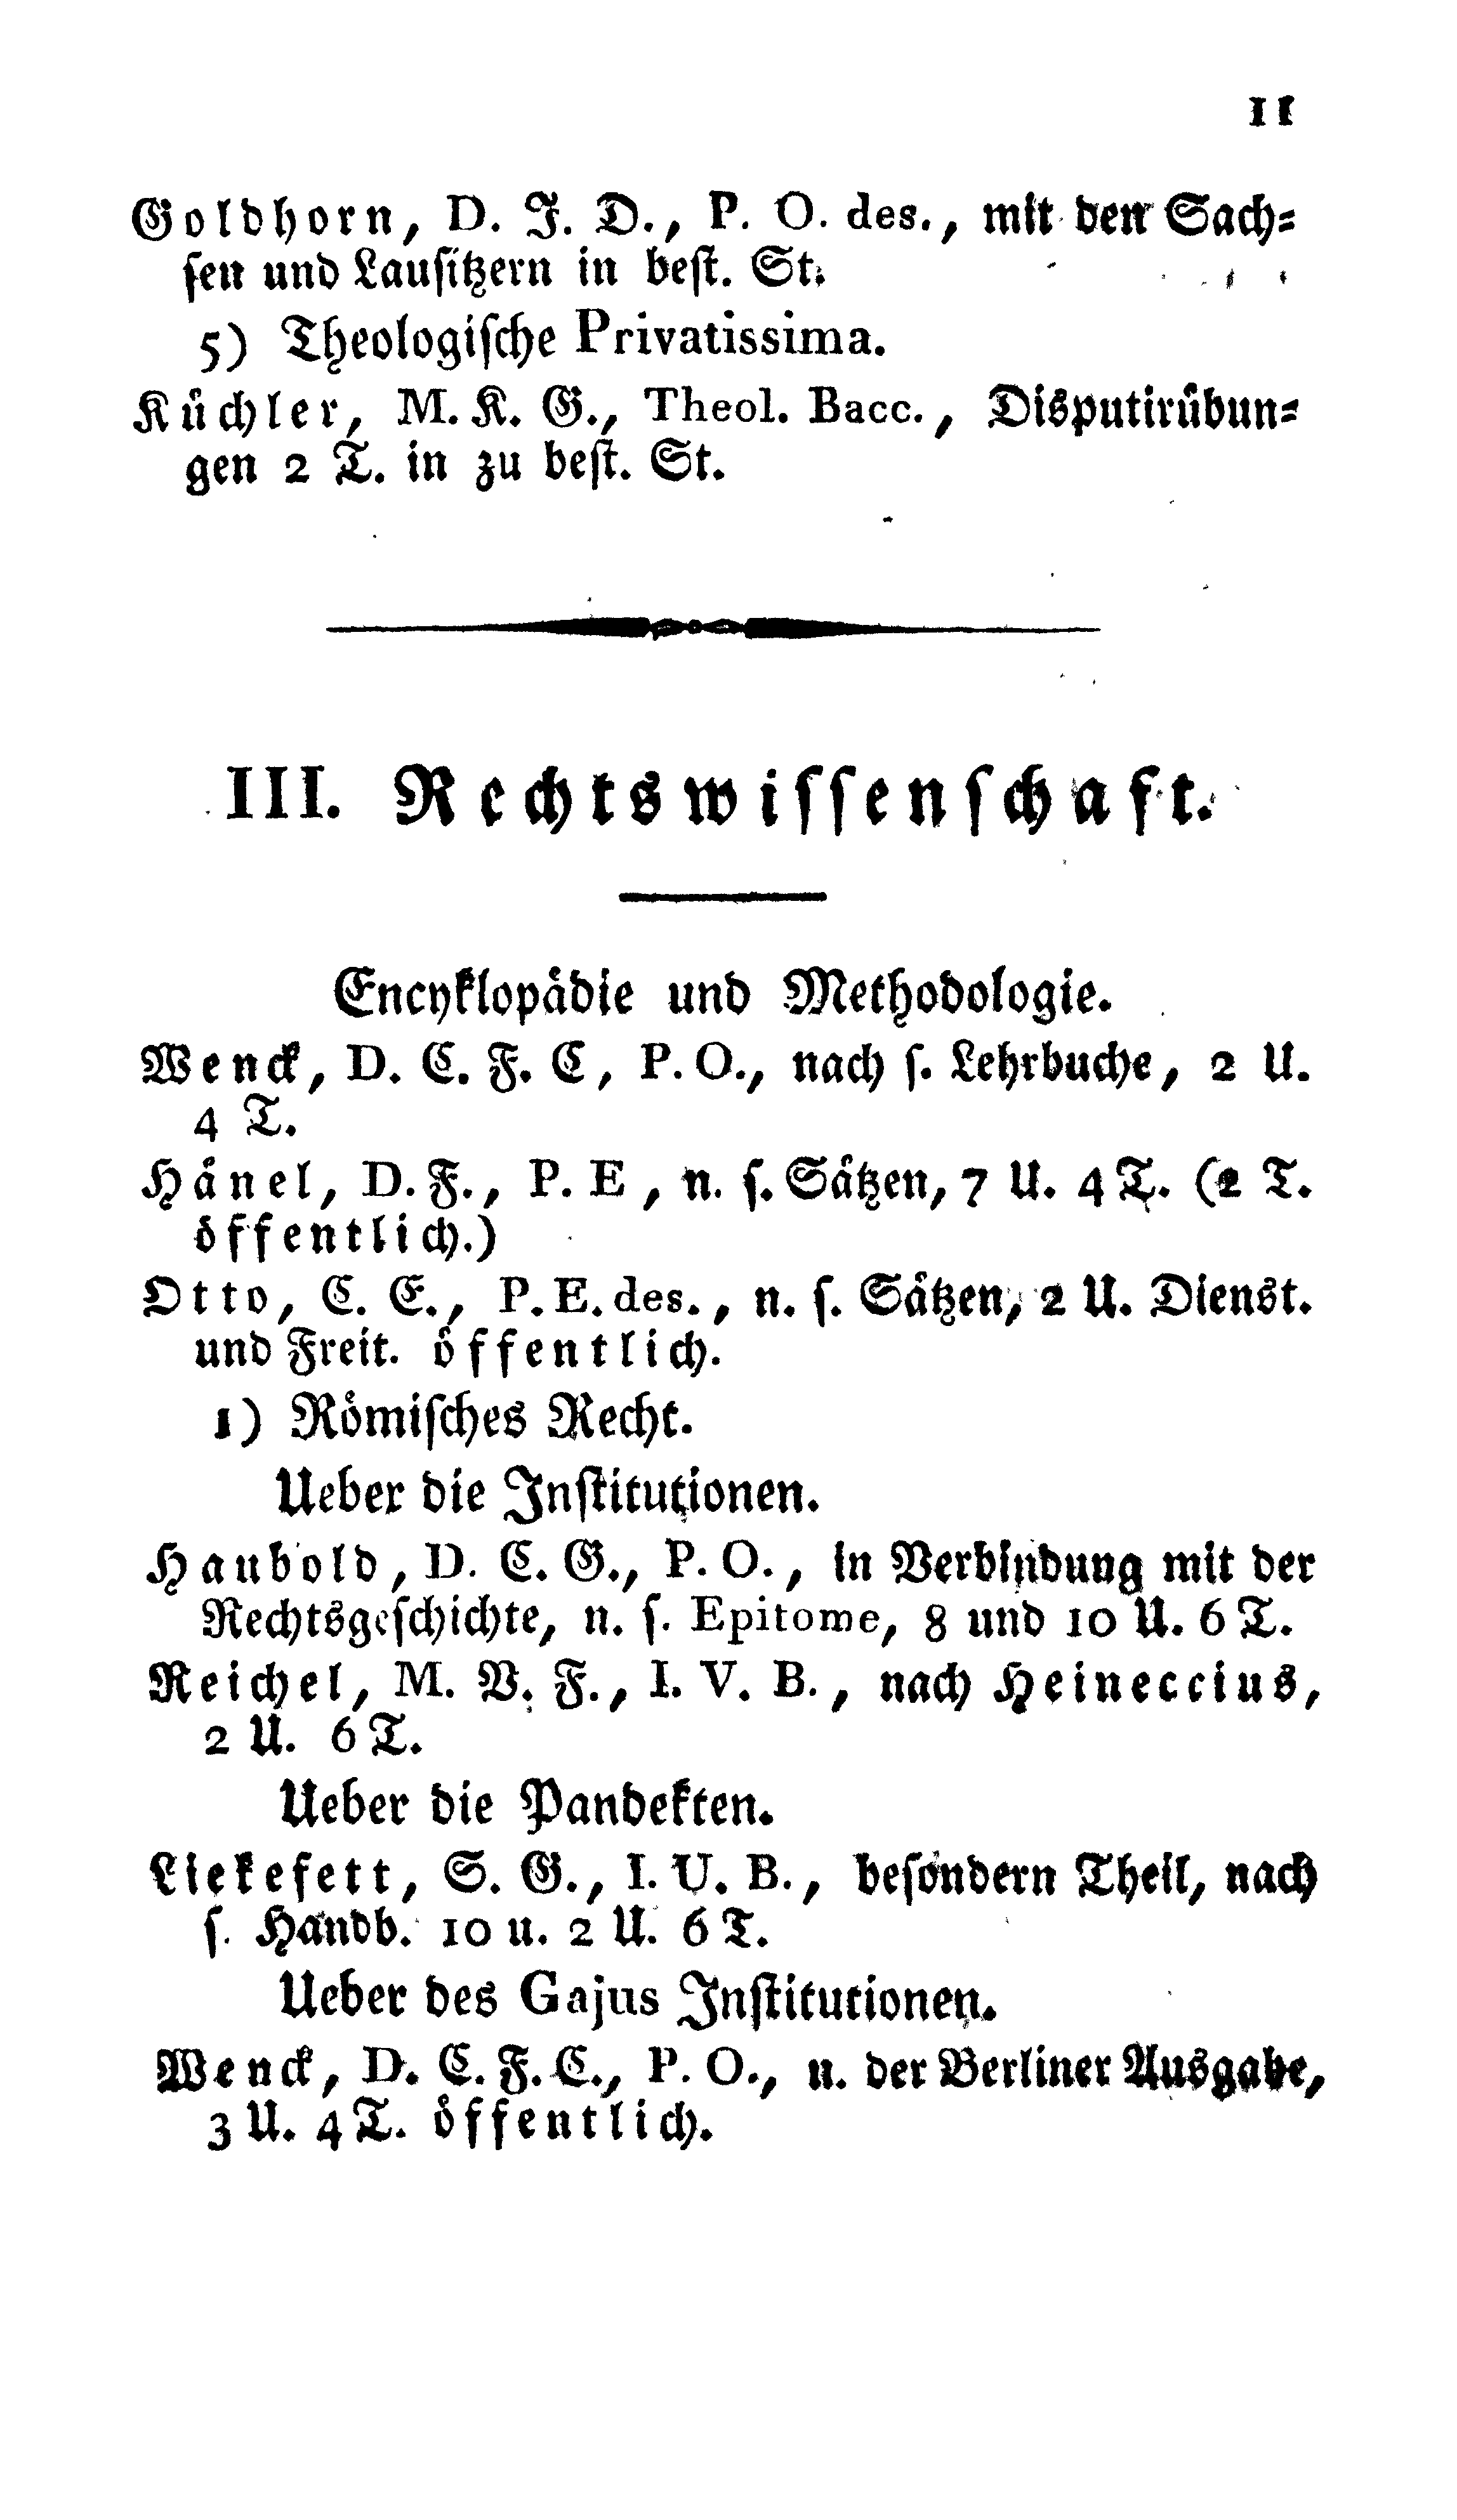 11
Goldhorn, D. J. D., P. O. des., mit den Sach-
sen und Lausitzern in best. St.
5) Theologische Privatissima.
Küchler, M. K. G., Theol. Bacc., Disputirübun-
gen 2 T. in zu best. St.
III. Rechtswissenschaft.
Encyklopädie und Methodologie.
Wenck, D. C. F. C, P. O., nach s. Lehrbuche, 2 U.
4 T.
Hänel, D. F., P. E, n. s. Sätzen, 7 U. 4 T. (2 T.
öffentlich.)
Otto, C. E., P. E. des., n. s. Sätzen, 2 U. Dienst.
und Freit. öffentlich.
1) Römisches Recht.
Ueber die Institutionen.
Haubold, D. C. G., P. O., in Verbindung mit der
Rechtsgeschichte, n. s. Epitome, 8 und 10 U. 6 T.
Reichel, M. V. F., I. V. B., nach Heineccius,
2 U. 6 T.
Ueber die Pandekten.
Liekefett, S. G., I. U. B., besondern Theil, nach
s. Handb. 10 u. 2 U. 6 T.
Ueber des Gajus Institutionen.
Wenck, D. C. F. C., P. O., n. der Berliner Ausgabe,
3 U. 4 T. öffentlich.